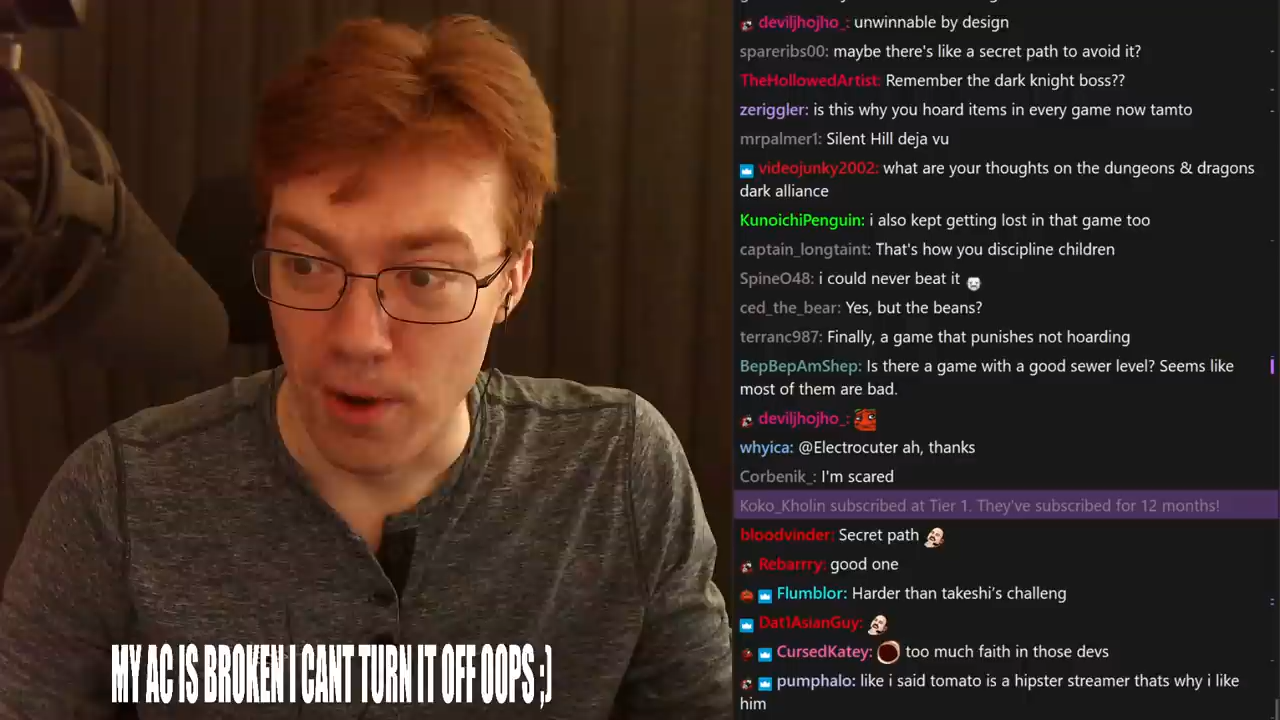 deviljhojho_: unwinnable by design
spareribs00: maybe there's like a secret path to avoid it?
TheHollowedArtist: Remember the dark knight boss??
zeriggler: is this why you hoard items in every game now tamto
mrpalmer1: Silent Hill deja vu
videojunky2002: what are your thoughts on the dungeons & dragons
dark alliance
KunoichiPenguin: i also kept getting lost in that game too
captain_longtaint: That's how you discipline children
SpineO48: i could never beat it
ced_the_bear: Yes, but the beans?
terranc987: Finally, a game that punishes not hoarding
BepBepAmShep: Is there a game with a good sewer level? Seems like
most of them are bad.
deviljhojho_:
whyica: @Electrocuter ah, thanks
Corbenik_: I'm scared
Koko_Kholin subscribed at Tier 1. They've subscribed for 12 months!
bloodvinder: Secret path
Rebarrry: good one
Flumblor: Harder than takeshi's challeng
Dat1AsianGuy:
CursedKatey: too much faith in those devs
pumphalo: like i said tomato is a hipster streamer thats why i like
him
MY AC IS BROKEN I CANT TURN IT OFF OOPS ;)